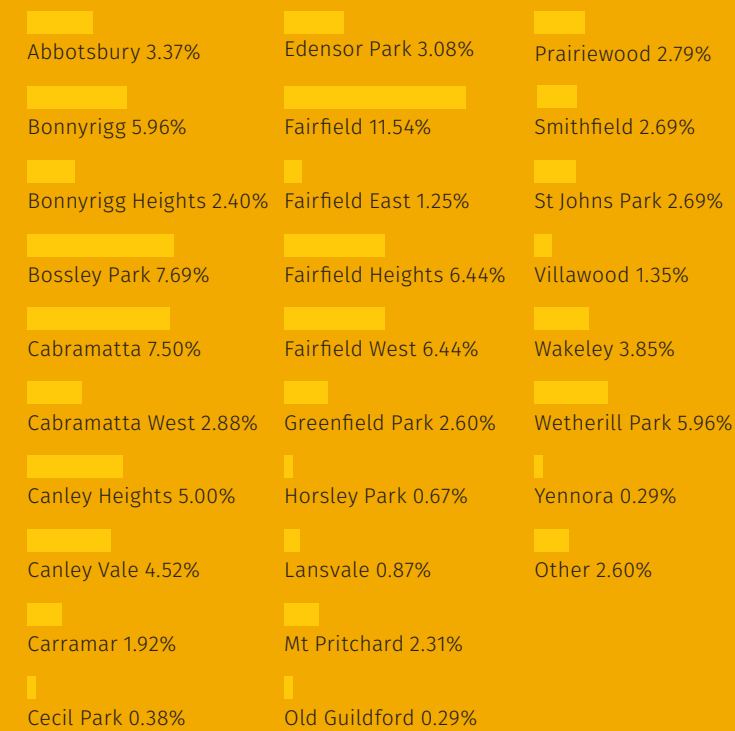 Abbotsbury 3.37%
Bonnyrigg 5.96%
Bonnyrigg Heights 2.40%
Bossley Park 7.69%
Cabramatta 7.50%
Cabramatta West 2.88%
Canley Heights 5.00%
Canley Vale 4.52%
Carramar 1.92%
Cecil Park 0.38%
Edensor Park 3.08%
Fairfield 11.54%
Fairfield East 1.25%
Fairfield Heights 6.44%
Fairfield West 6.44%
Greenfield Park 2.60%
Horsley Park 0.67%
Lansvale 0.87%
Mt Pritchard 2.31%
Old Guildford 0.29%
Prairiewood 2.79%
Smithfield 2.69%
St Johns Park 2.69%
Villawood 1.35%
Wakeley 3.85%
Wetherill Park 5.96%
Yennora 0.29%
Other 2.60%